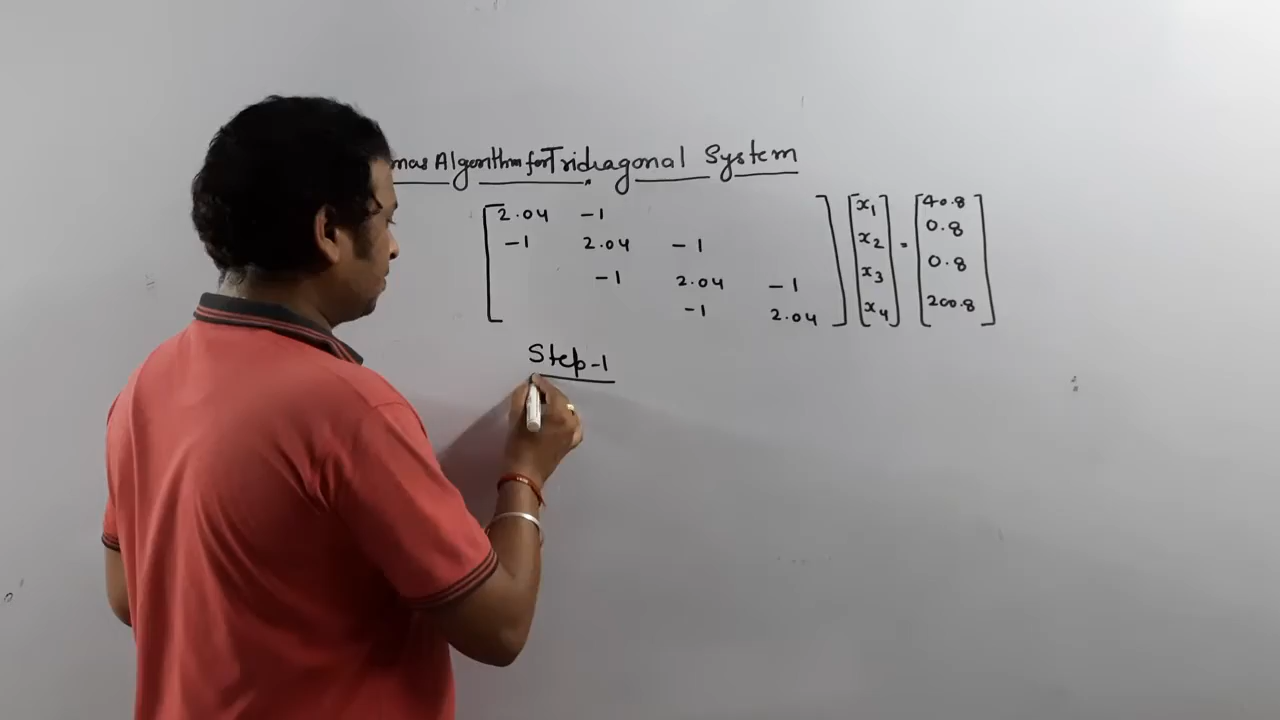 mas Algorithm for Tridiagonal System
2.04 -1 x1 40.8
-1 2.04 -1 x2 = 0.8
-1 2.04 -1 x3 0.8
-1 2.04 x4 200.8
Step-1